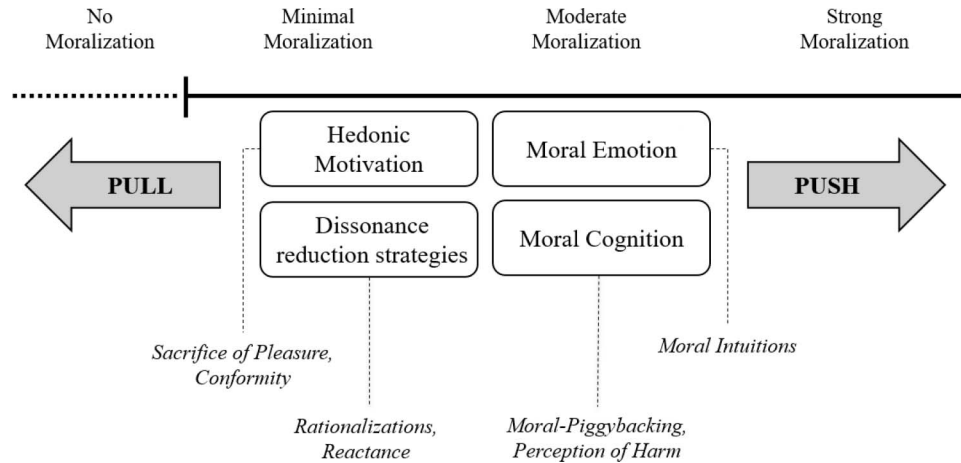 No
Moralization
Minimal
Moralization
Moderate
Moralization
Strong
Moralization
Hedonic
Motivation
Moral Emotion
PULL
PUSH
Dissonance
reduction strategies
Moral Cognition
Sacrifice of Pleasure,
Conformity
Moral Intuitions
Rationalizations,
Reactance
Moral-Piggybacking,
Perception of Harm